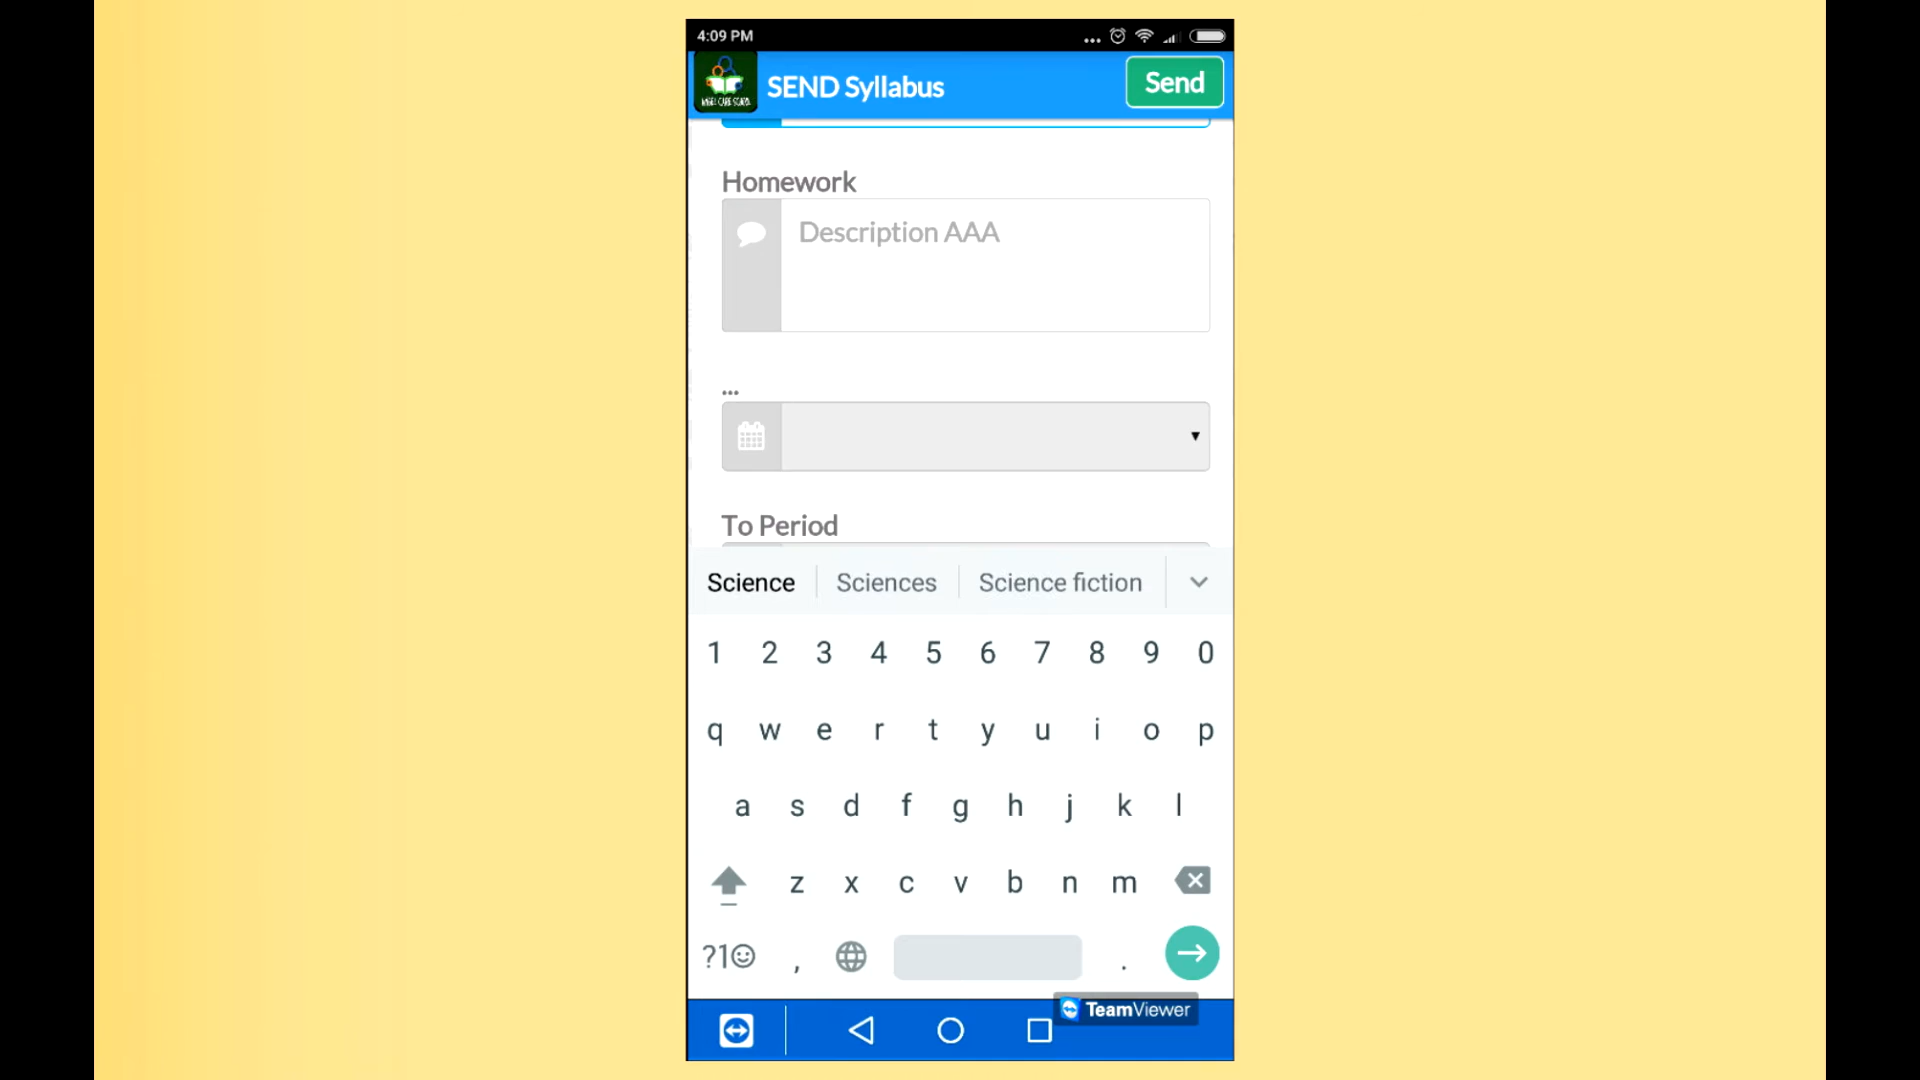 4:09 PM
SEND Syllabus
Send
Homework
Description AAA
...
To Period
Science
Sciences
Science fiction
1 2 3 4 5 6 7 8 9 0
q w e r t y u i o p
a s d f g h j k l
z x c v b n m
?1☺ , .
TeamViewer